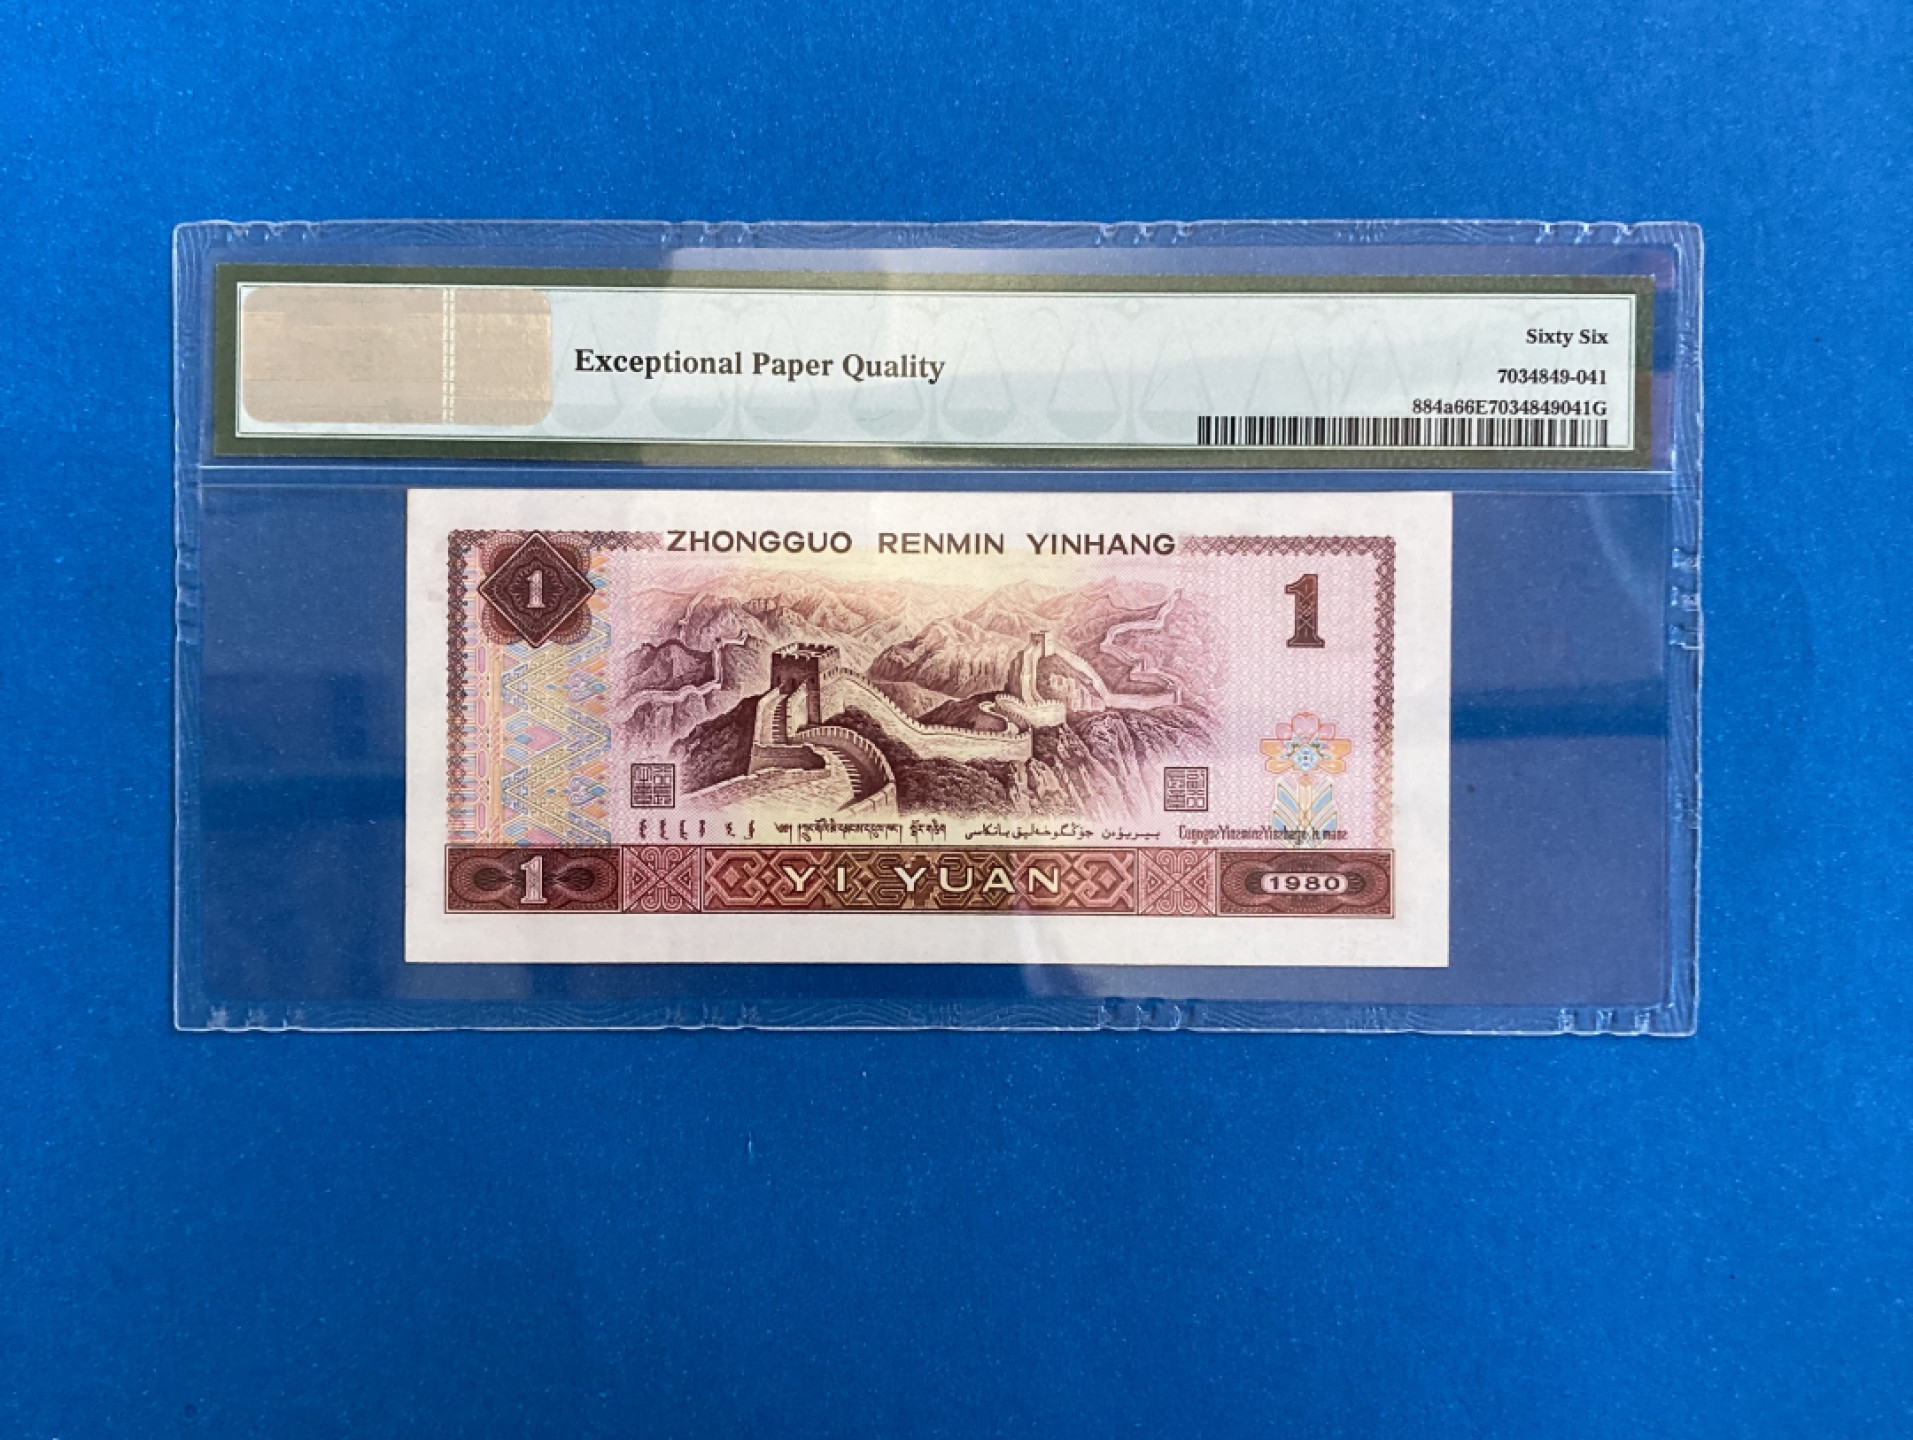 Exceptional Paper Quality
Sixty Six
7034849-041
884a66E7034849041G
ZHONGGUO RENMIN YINHANG
1
1
1
YI YUAN
1980